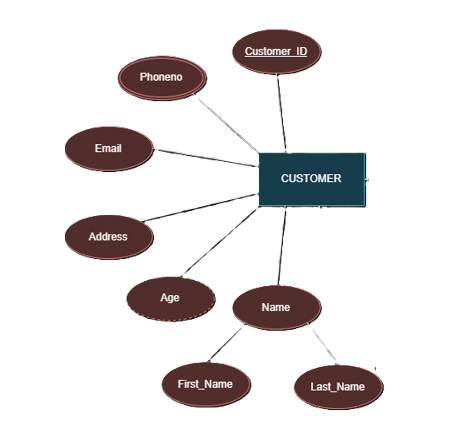 Customer_ID
Phoneno
Email
CUSTOMER
Address
Age
Name
First_Name
Last_Name